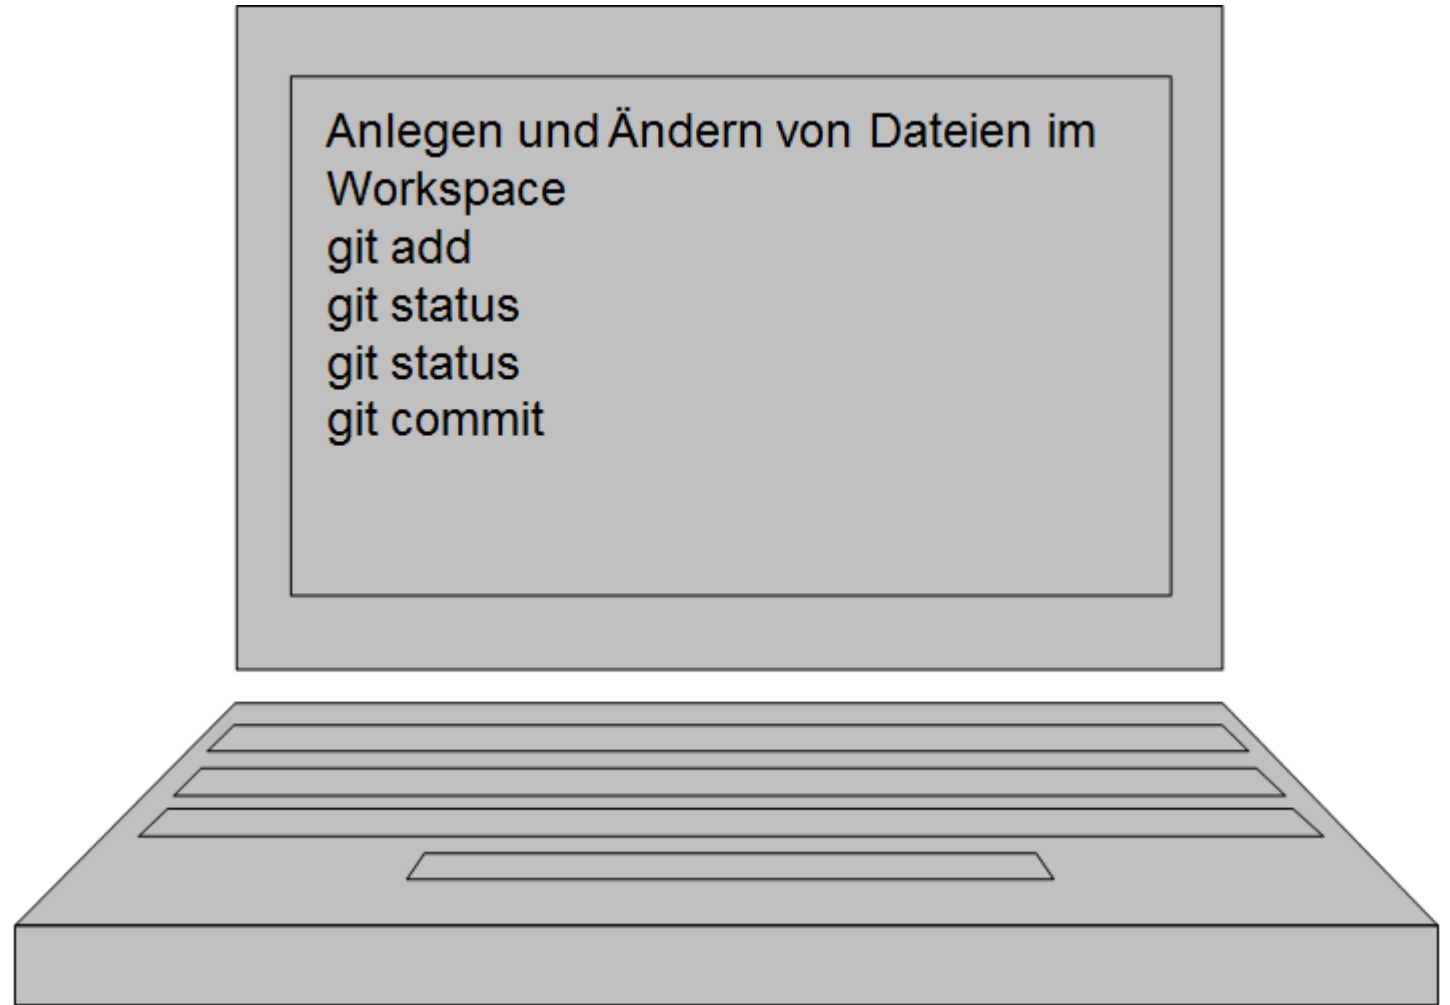 Anlegen und Ändern von Dateien im
Workspace
git add
git status
git status
git commit